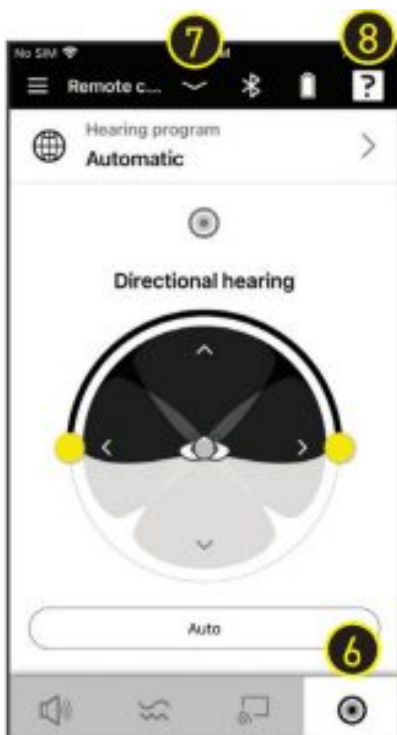 7
8
No SIM
M
Remote c...
?
Hearing program
Automatic
Directional hearing
Auto
6